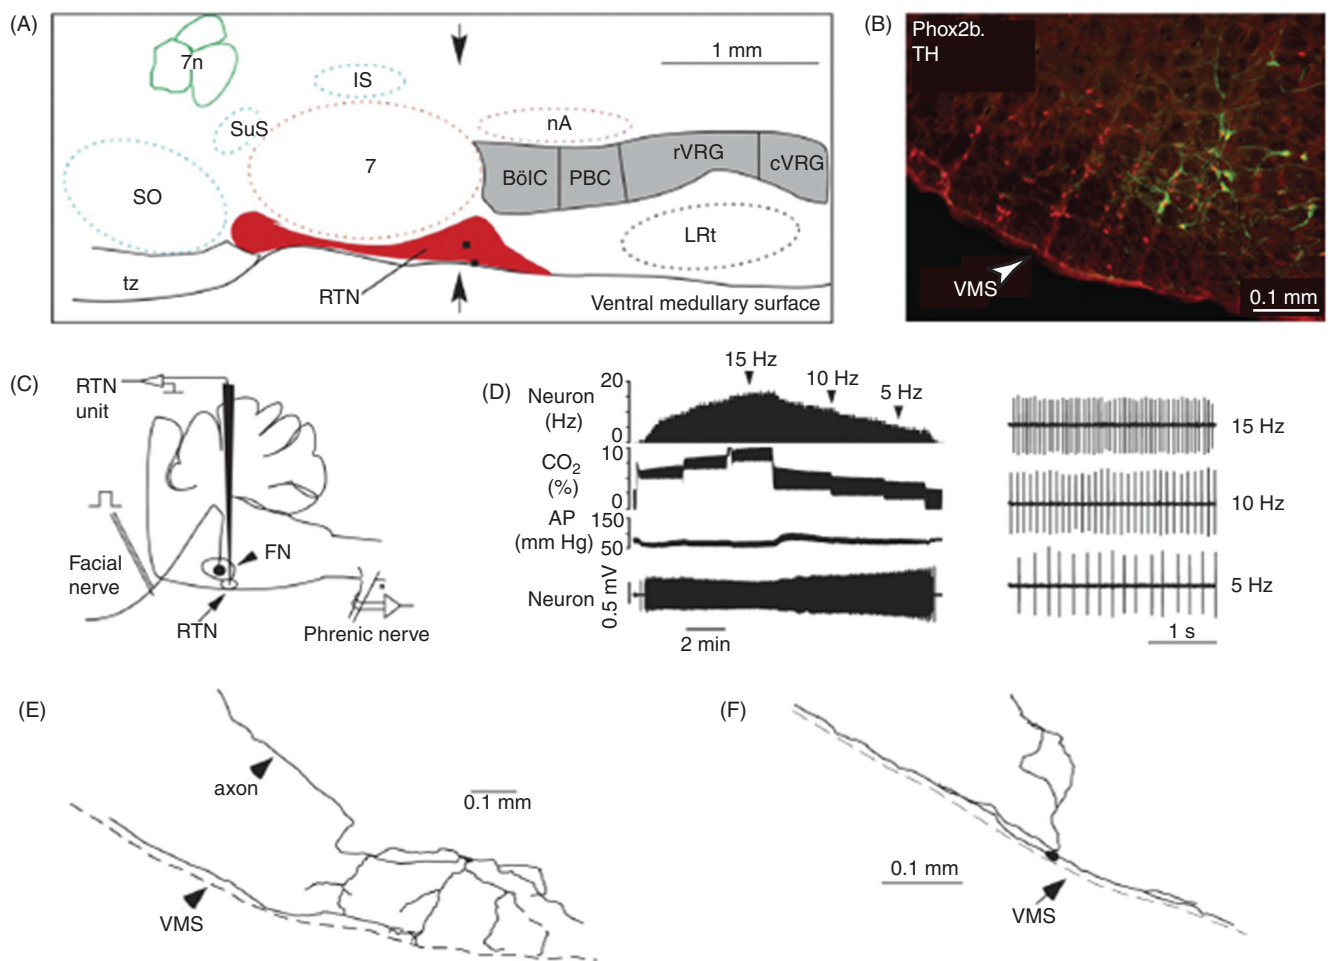 (A)
7n
IS
1 mm
SuS
nA
7
SO
BölC
PBC
rVRG
cVRG
LRt
tz
RTN
Ventral medullary surface
(B)
Phox2b.
TH
VMS
0.1 mm
(C)
RTN
unit
FN
Facial
nerve
RTN
Phrenic nerve
(D)
15 Hz
10 Hz
5 Hz
Neuron
(Hz)
20
0
CO2
(%)
10
0
AP
(mm Hg)
150
50
Neuron
0.5 mV
2 min
15 Hz
10 Hz
5 Hz
1 s
(E)
axon
0.1 mm
VMS
(F)
0.1 mm
VMS